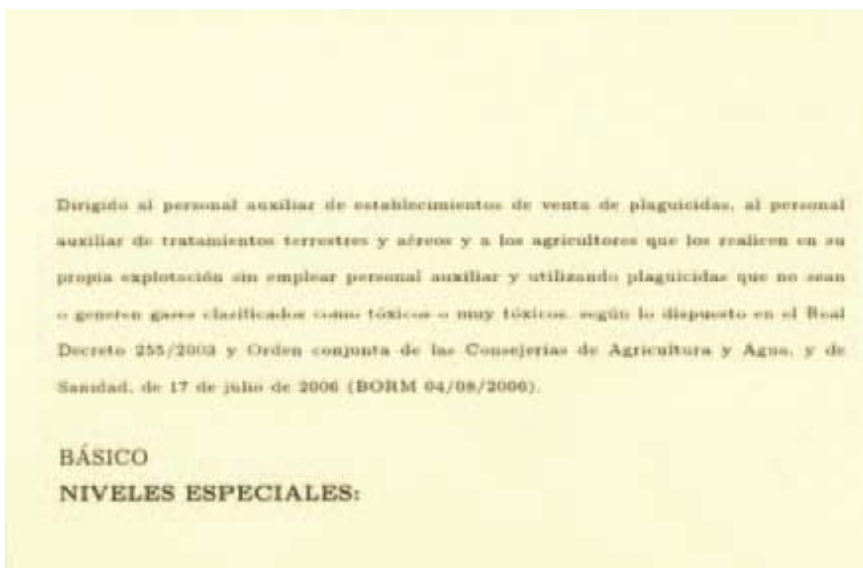 Dirigido al personal auxiliar de establecimientos de venta de plaguicidas, al personal
auxiliar de tratamientos terrestres y aéreos y a los agricultores que los realicen en su
propia explotación sin emplear personal auxiliar y utilizando plaguicidas que no sean
o generen gases clasificados como tóxicos o muy tóxicos, según lo dispuesto en el Real
Decreto 255/2003 y Orden conjunta de las Consejerías de Agricultura y Agua, y de
Sanidad, de 17 de julio de 2006 (BORM 04/08/2006).
BÁSICO
NIVELES ESPECIALES: